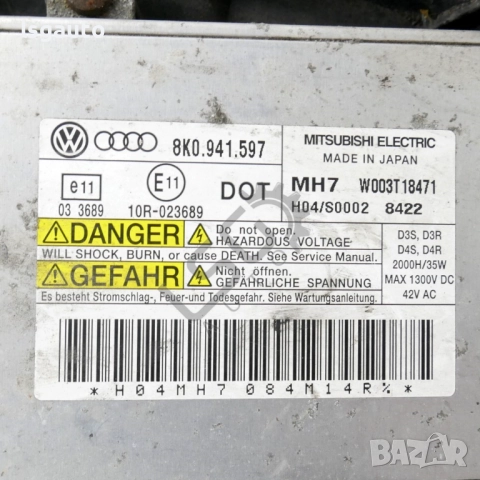 isgauto
8K0.941.597
MITSUBISHI ELECTRIC
MADE IN JAPAN
e11
E11
DOT
MH7 W003T18471
03 3689
10R-023689
H04/S0002 8422
DANGER
Do not open.
HAZARDOUS VOLTAGE
WILL SHOCK, BURN, or cause DEATH. See Service Manual.
GEFAHR
Nicht öffnen.
GEFÄHRLICHE SPANNUNG
Es besteht Stromschlag-, Feuer-und Todesgefahr. Siehe Wartungsanleitung.
D3S, D3R
D4S, D4R
2000H/35W
MAX 1300V DC
42V AC
* H04MH7 084M14R% *
BAZAR
bg